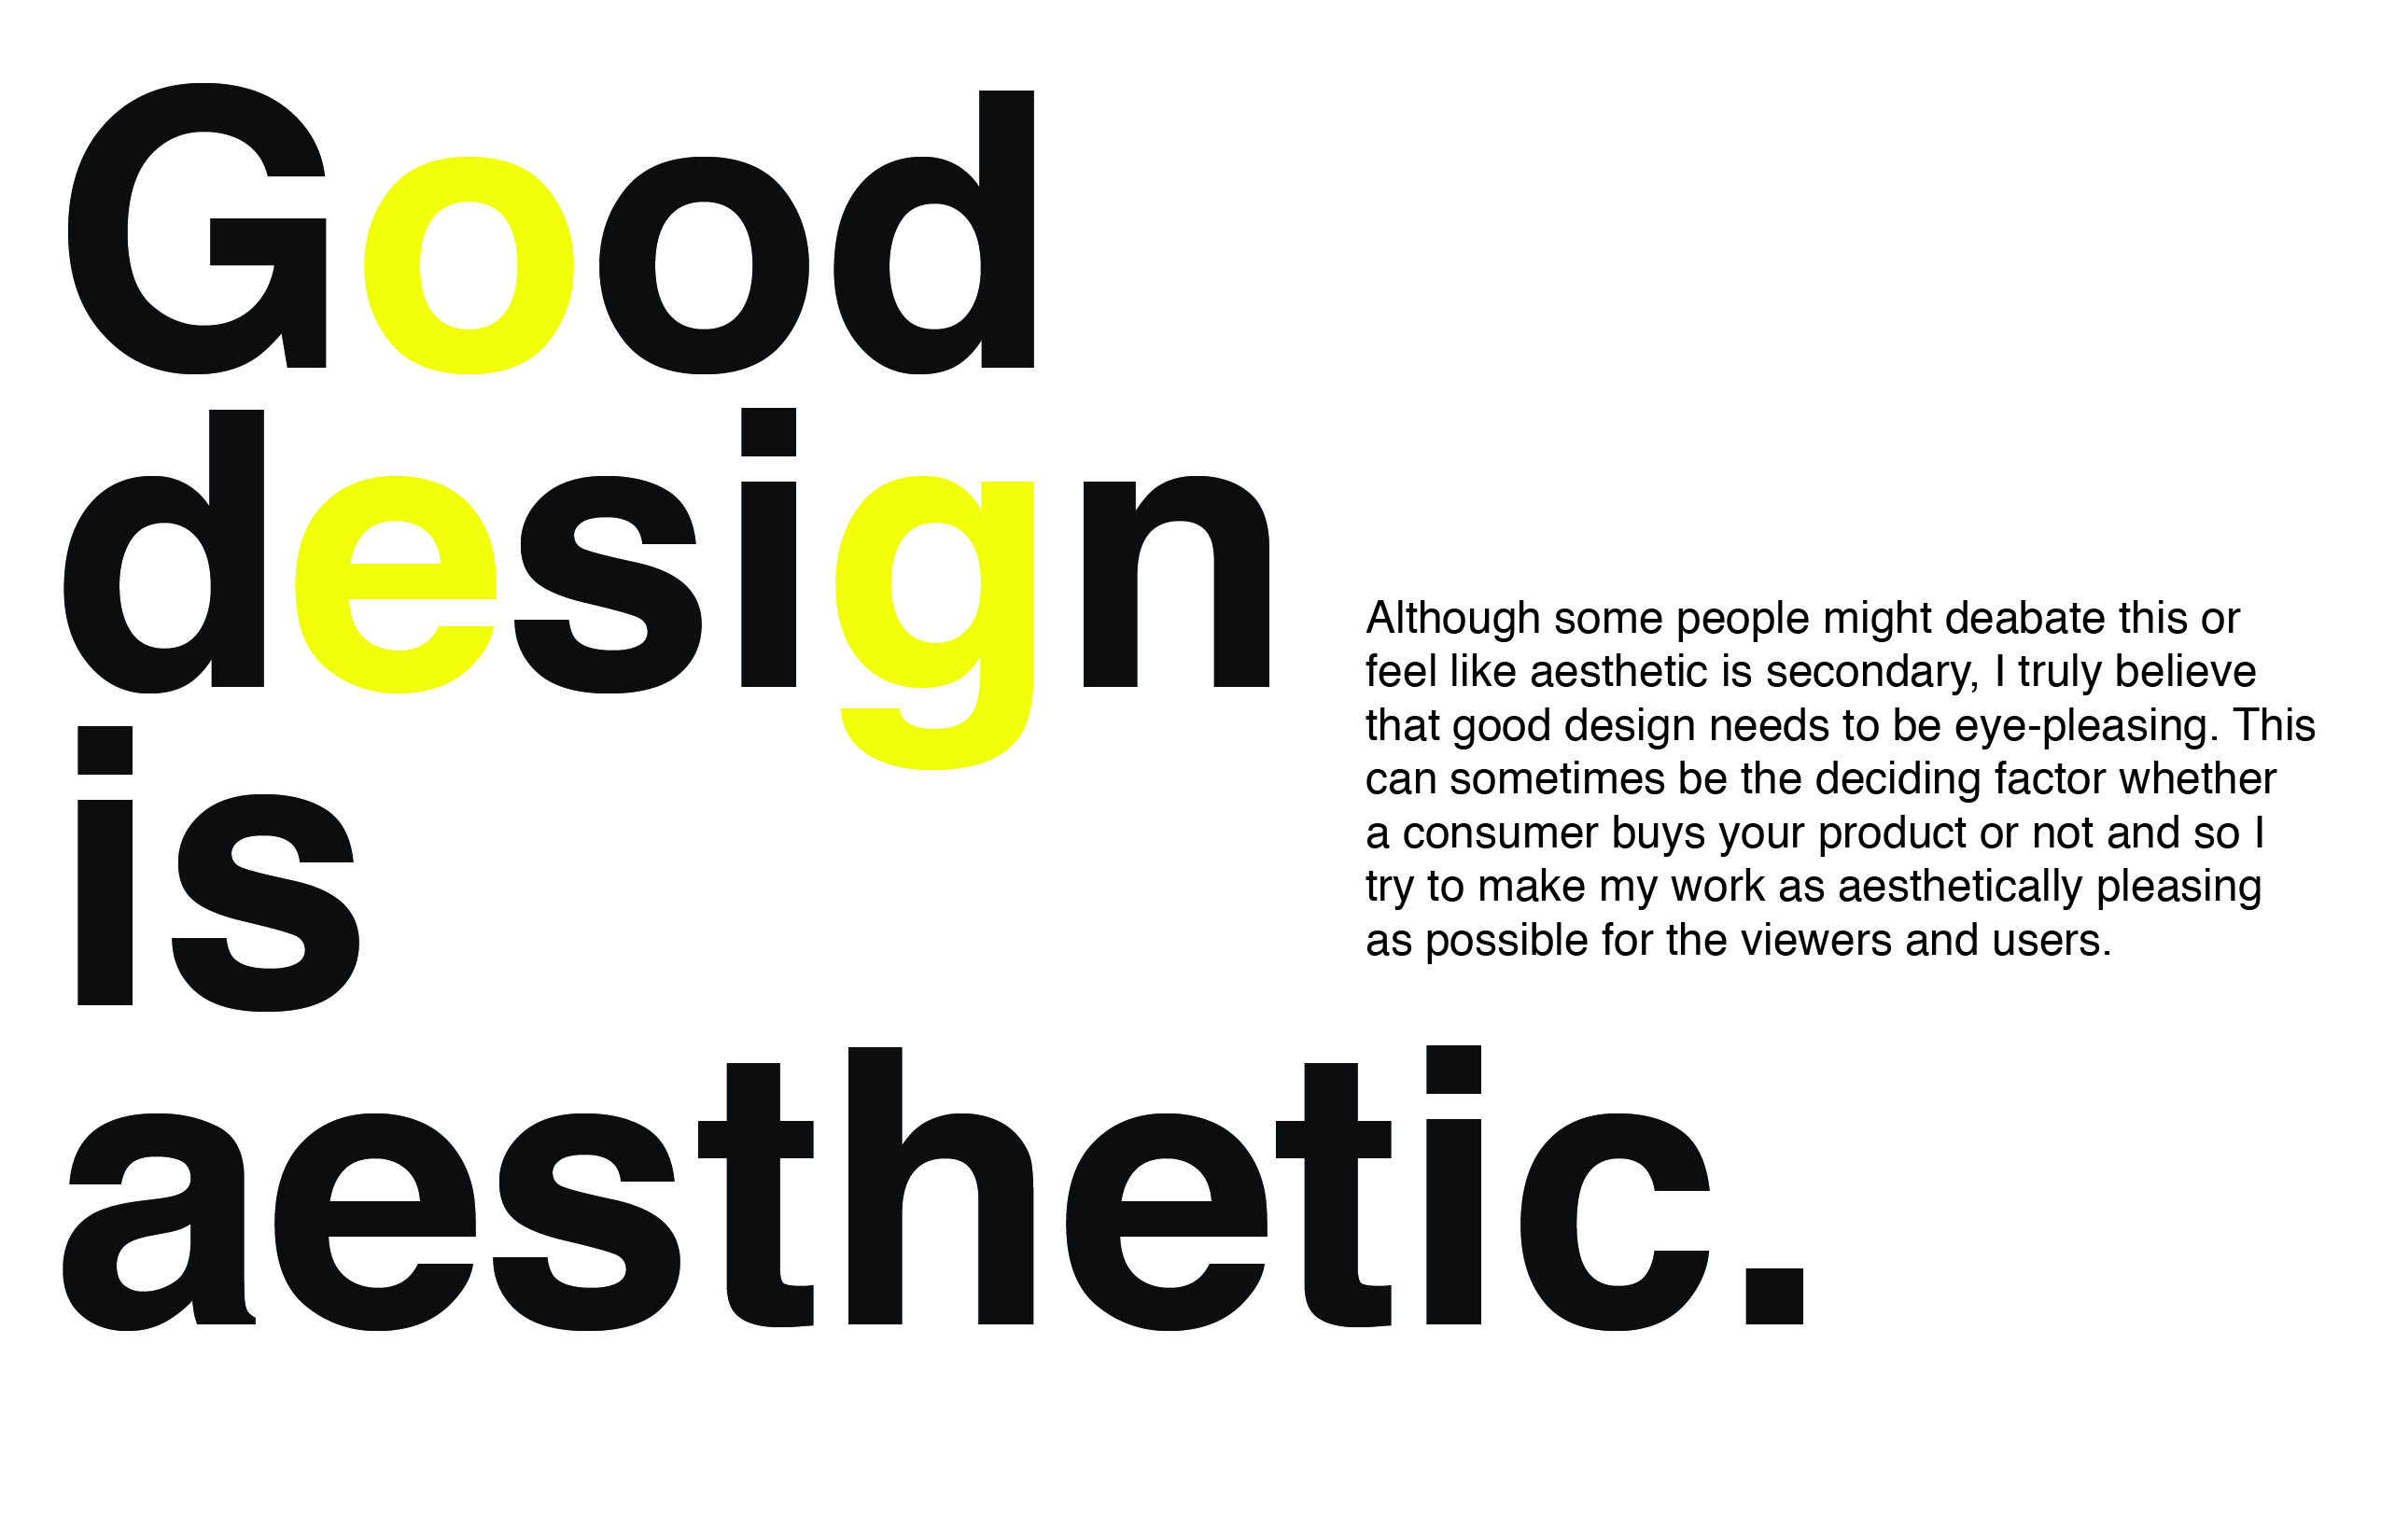 Good
design
is
aesthetic.
Although some people might deabate this or
feel like aesthetic is secondary, I truly believe
that good design needs to be eye-pleasing. This
can sometimes be the deciding factor whether
a consumer buys your product or not and so I
try to make my work as aesthetically pleasing
as possible for the viewers and users.